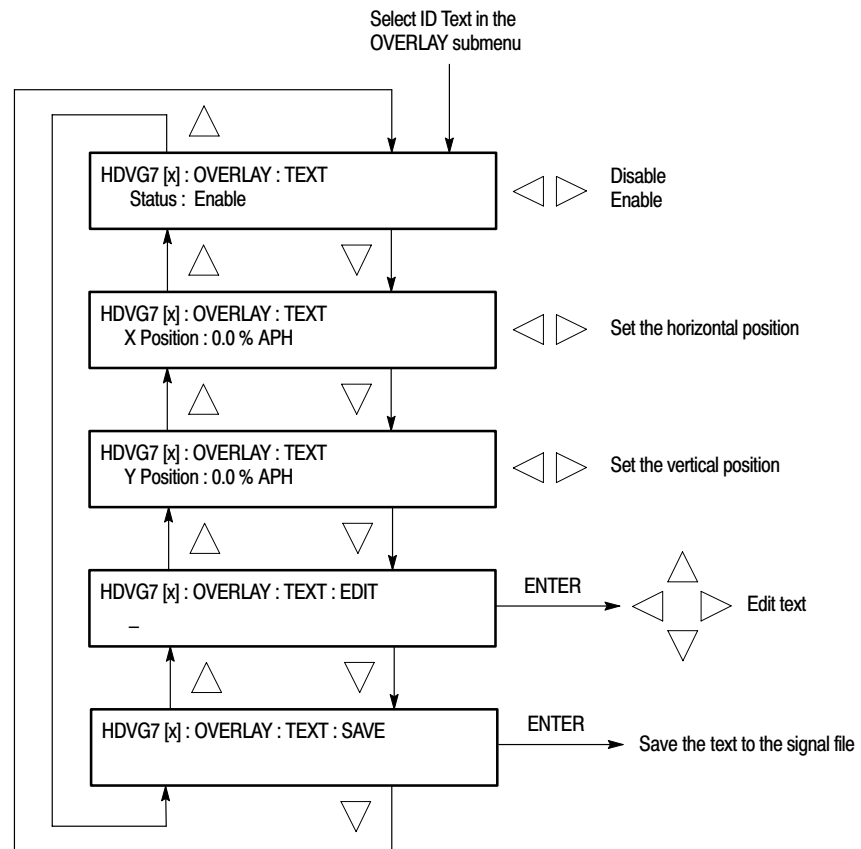 Select ID Text in the
OVERLAY submenu
HDVG7 [x] : OVERLAY : TEXT
Status : Enable
Disable
Enable
HDVG7 [x] : OVERLAY : TEXT
X Position : 0.0 % APH
Set the horizontal position
HDVG7 [x] : OVERLAY : TEXT
Y Position : 0.0 % APH
Set the vertical position
HDVG7 [x] : OVERLAY : TEXT : EDIT
_
ENTER
Edit text
HDVG7 [x] : OVERLAY : TEXT : SAVE
ENTER
Save the text to the signal file